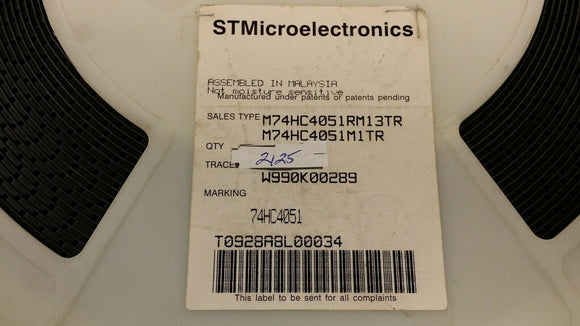 STMicroelectronics
ASSEMBLED IN MALAYSIA
Not moisture sensitive
Manufactured under patents or patents pending
SALES TYPE M74HC4051RM13TR
M74HC4051M1TR
QTY 2125
TRACE W990K00289
MARKING
74HC4051
T0928A8L00034
This label to be sent for all complaints